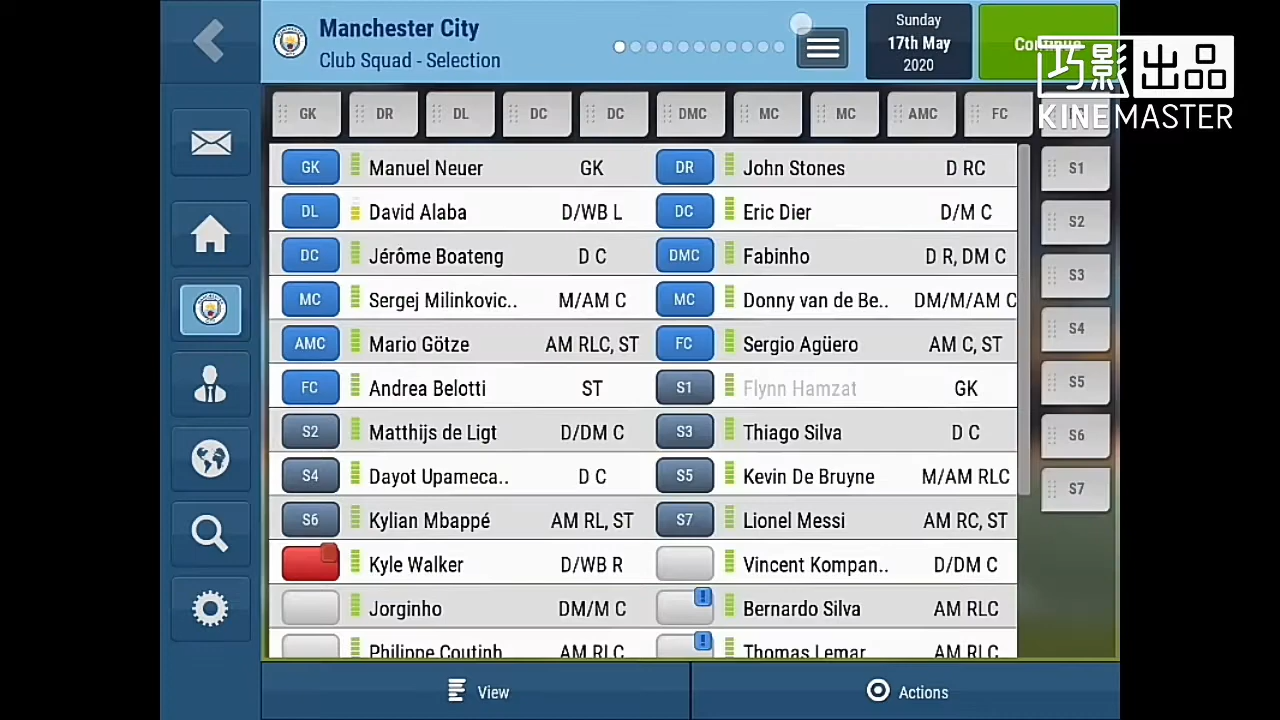 Manchester City
Club Squad - Selection
Sunday
17th May
2020
巧影出品
KINEMASTER
GK DR DL DC DC DMC MC MC AMC FC
GK Manuel Neuer GK DR John Stones D RC
DL David Alaba D/WB L DC Eric Dier D/M C
DC Jérôme Boateng D C DMC Fabinho D R, DM C
MC Sergej Milinkovic.. M/AM C MC Donny van de Be.. DM/M/AM C
AMC Mario Götze AM RLC, ST FC Sergio Agüero AM C, ST
FC Andrea Belotti ST S1 Flynn Hamzat GK
S2 Matthijs de Ligt D/DM C S3 Thiago Silva D C
S4 Dayot Upameca.. D C S5 Kevin De Bruyne M/AM RLC
S6 Kylian Mbappé AM RL, ST S7 Lionel Messi AM RC, ST
Kyle Walker D/WB R Vincent Kompan.. D/DM C
Jorginho DM/M C ! Bernardo Silva AM RLC
Philippe Coutinh AM RLC ! Thomas Lemar AM RLC
S1
S2
S3
S4
S5
S6
S7
View Actions